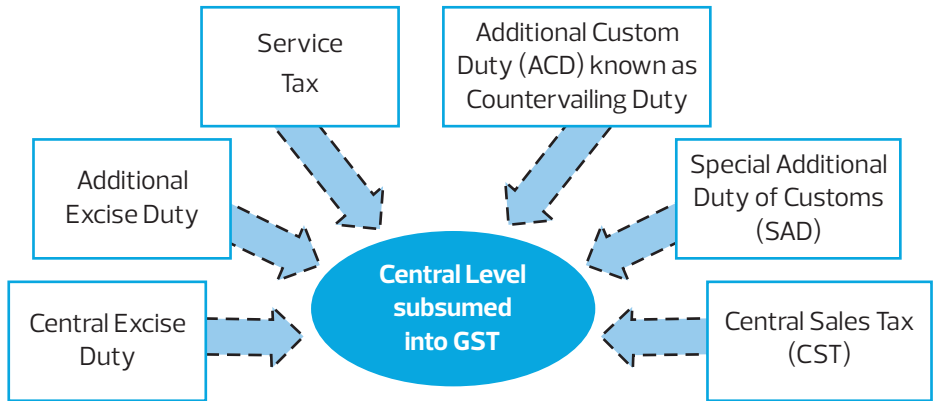 Service
Tax
Additional Custom
Duty (ACD) known as
Countervailing Duty
Additional
Excise Duty
Special Additional
Duty of Customs
(SAD)
Central Level
subsumed
into GST
Central Excise
Duty
Central Sales Tax
(CST)